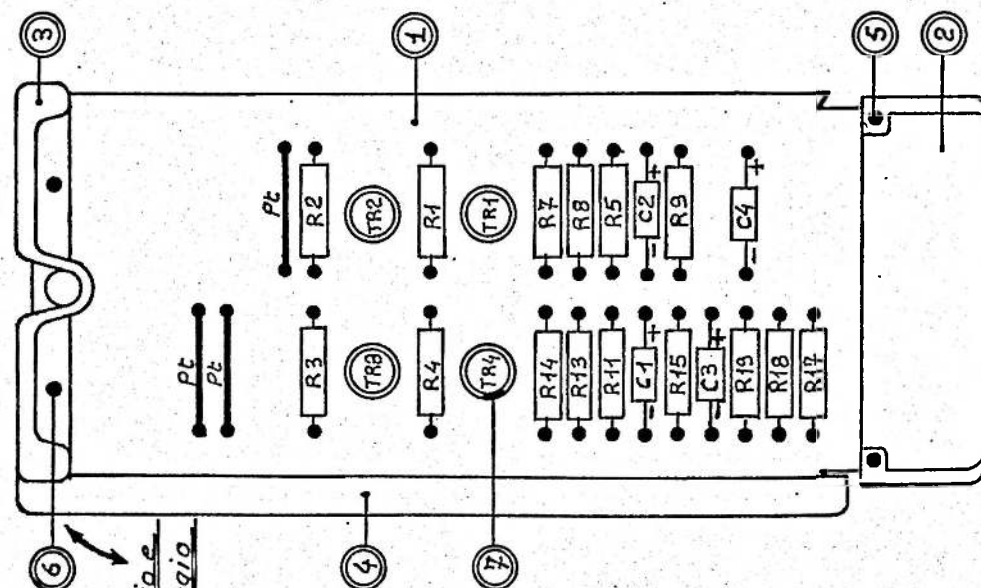 6
3
gio
Pt
Pt
Pt
R3
R2
4
TR3
TR2
1
R4
R1
7
TR4
TR1
R14
R7
R13
R8
R11
R5
- C1 +
- C2 +
R15
R9
- C3 +
R19
- C4 +
R18
R17
5
2